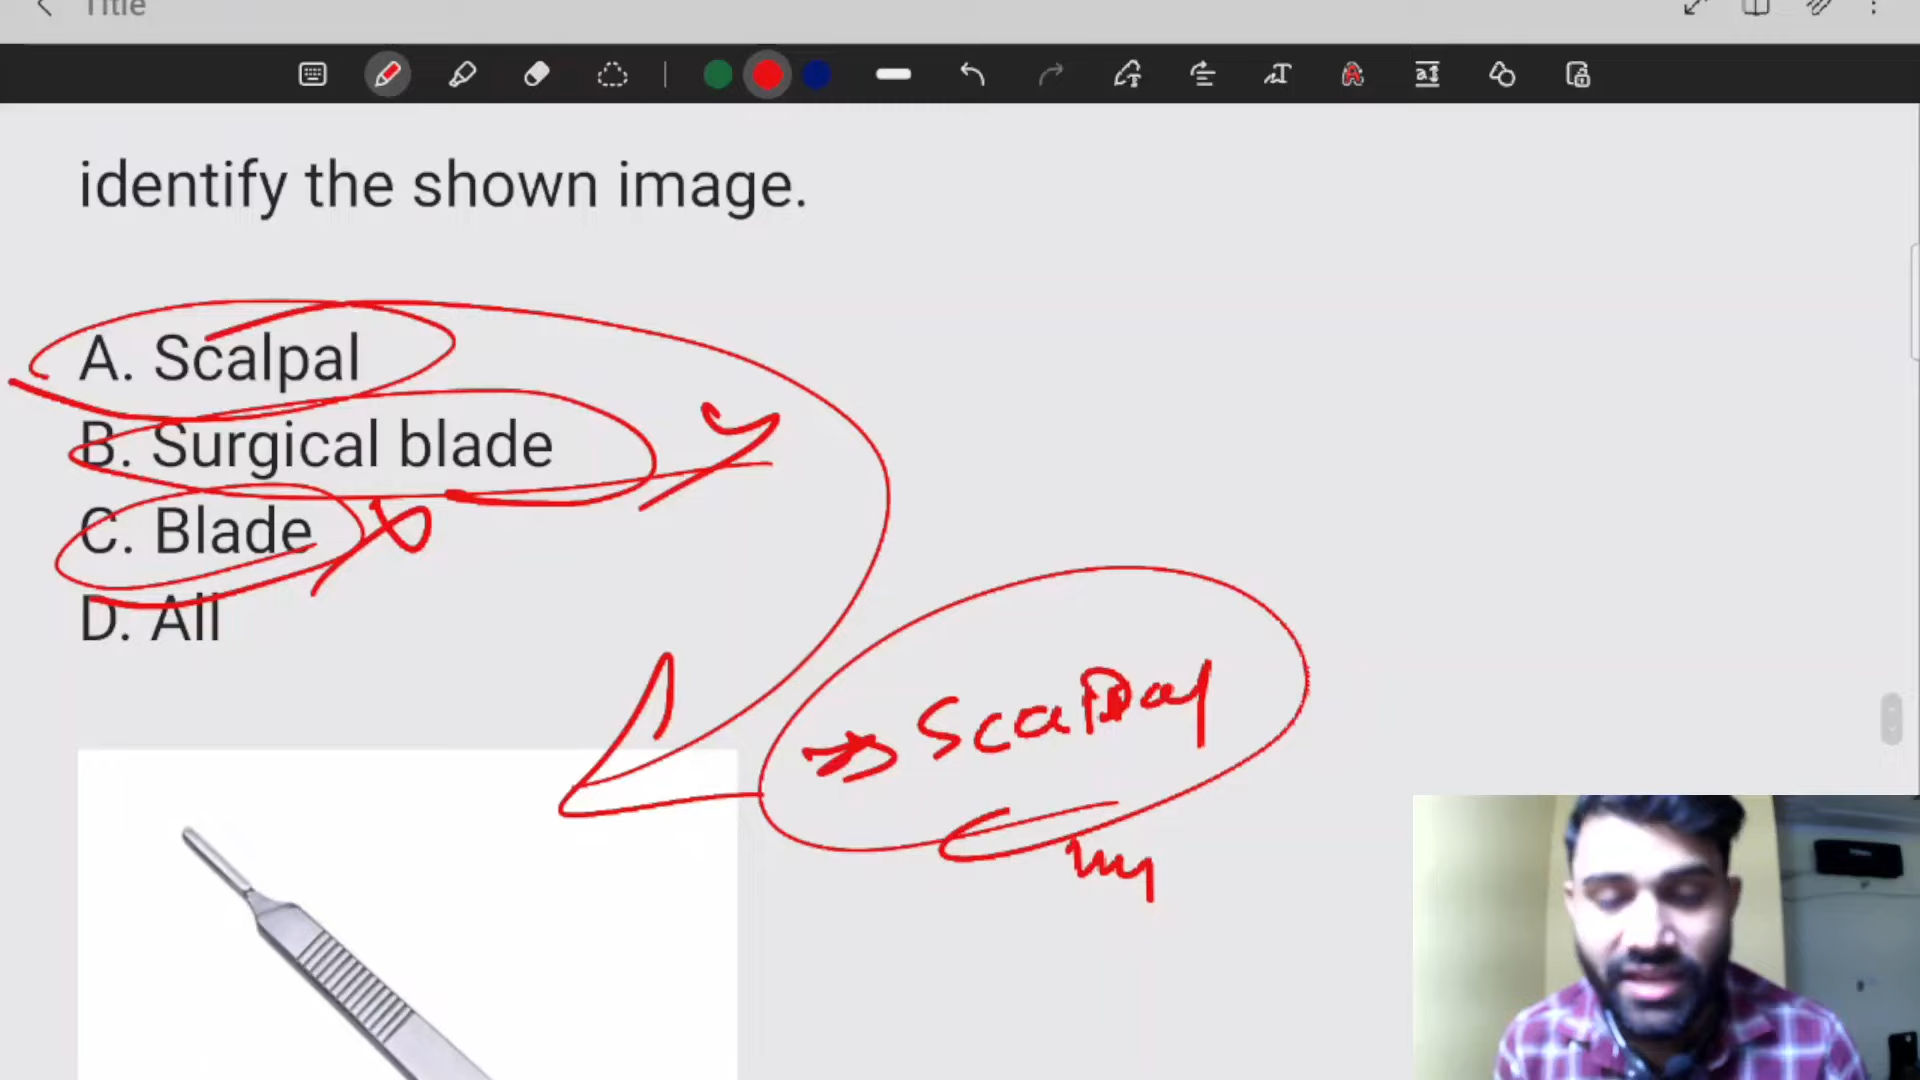 Title
identify the shown image.
A. Scalpal
B. Surgical blade
C. Blade
D. All
Scalpal